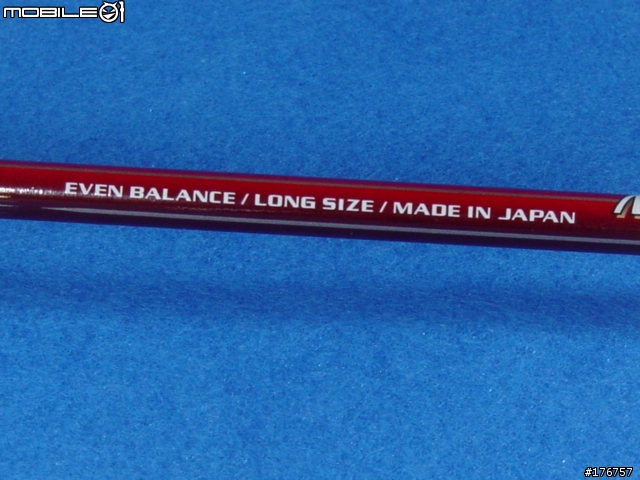 MOBILE01
EVEN BALANCE / LONG SIZE / MADE IN JAPAN
#176757